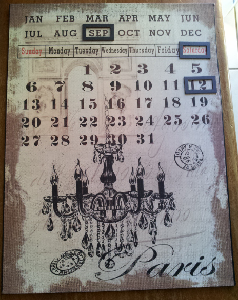 JAN FEB MAR APR MAY JUN
JUL AUG SEP OCT NOV DEC
Sunday Monday Tuesday Wednesday Thursday Friday Saturday
1 2 3 4 5
6 7 8 9 10 11 12
13 14 15 16 17 18 19
20 21 22 23 24 25 26
27 28 29 30 31
Paris